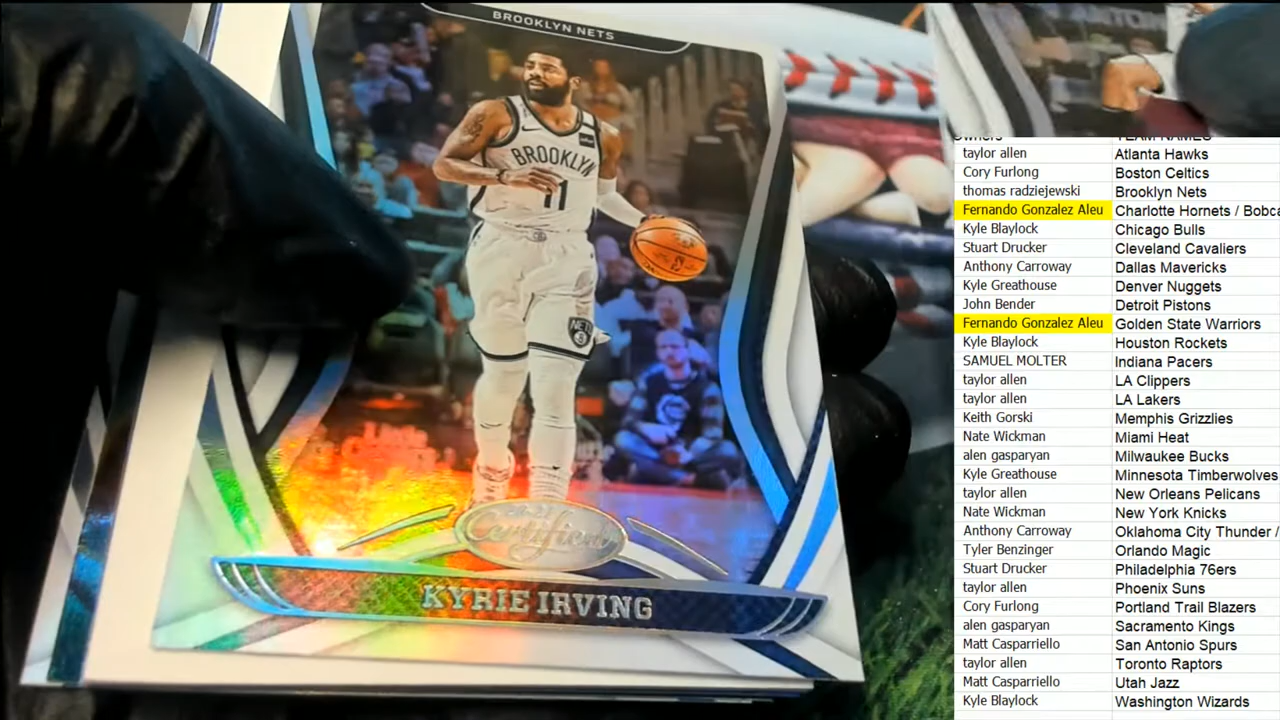 BROOKLYN NETS
BROOKLYN
11
NETS
Certified
KYRIE IRVING
Owners TEAM NAMES
taylor allen Atlanta Hawks
Cory Furlong Boston Celtics
thomas radziejewski Brooklyn Nets
Fernando Gonzalez Aleu Charlotte Hornets / Bobca
Kyle Blaylock Chicago Bulls
Stuart Drucker Cleveland Cavaliers
Anthony Carroway Dallas Mavericks
Kyle Greathouse Denver Nuggets
John Bender Detroit Pistons
Fernando Gonzalez Aleu Golden State Warriors
Kyle Blaylock Houston Rockets
SAMUEL MOLTER Indiana Pacers
taylor allen LA Clippers
taylor allen LA Lakers
Keith Gorski Memphis Grizzlies
Nate Wickman Miami Heat
alen gasparyan Milwaukee Bucks
Kyle Greathouse Minnesota Timberwolves
taylor allen New Orleans Pelicans
Nate Wickman New York Knicks
Anthony Carroway Oklahoma City Thunder /
Tyler Benzinger Orlando Magic
Stuart Drucker Philadelphia 76ers
taylor allen Phoenix Suns
Cory Furlong Portland Trail Blazers
alen gasparyan Sacramento Kings
Matt Casparriello San Antonio Spurs
taylor allen Toronto Raptors
Matt Casparriello Utah Jazz
Kyle Blaylock Washington Wizards